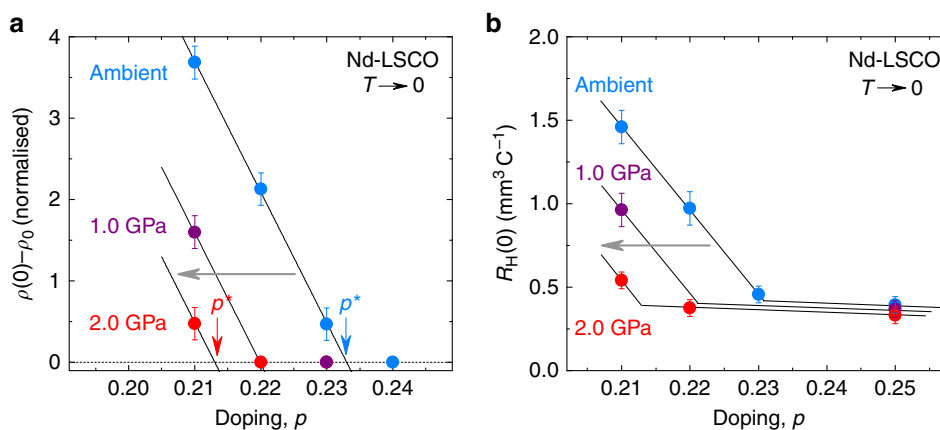 a
4
3
2
1
0
ρ(0)–ρ0 (normalised)
Ambient
1.0 GPa
2.0 GPa
Nd-LSCO
T → 0
p*
p*
0.20 0.21 0.22 0.23 0.24
Doping, p
b
2.0
1.5
1.0
0.5
0.0
RH(0) (mm³ C⁻¹)
Nd-LSCO
T → 0
Ambient
1.0 GPa
2.0 GPa
0.21 0.22 0.23 0.24 0.25
Doping, p